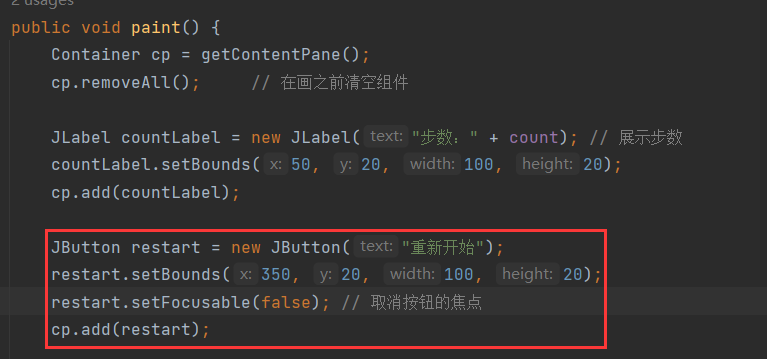 2 usages
public void paint() {
Container cp = getContentPane();
cp.removeAll(); // 在画之前清空组件
JLabel countLabel = new JLabel( text: "步数：" + count); // 展示步数
countLabel.setBounds( x: 50, y: 20, width: 100, height: 20);
cp.add(countLabel);
JButton restart = new JButton( text: "重新开始");
restart.setBounds( x: 350, y: 20, width: 100, height: 20);
restart.setFocusable(false); // 取消按钮的焦点
cp.add(restart);